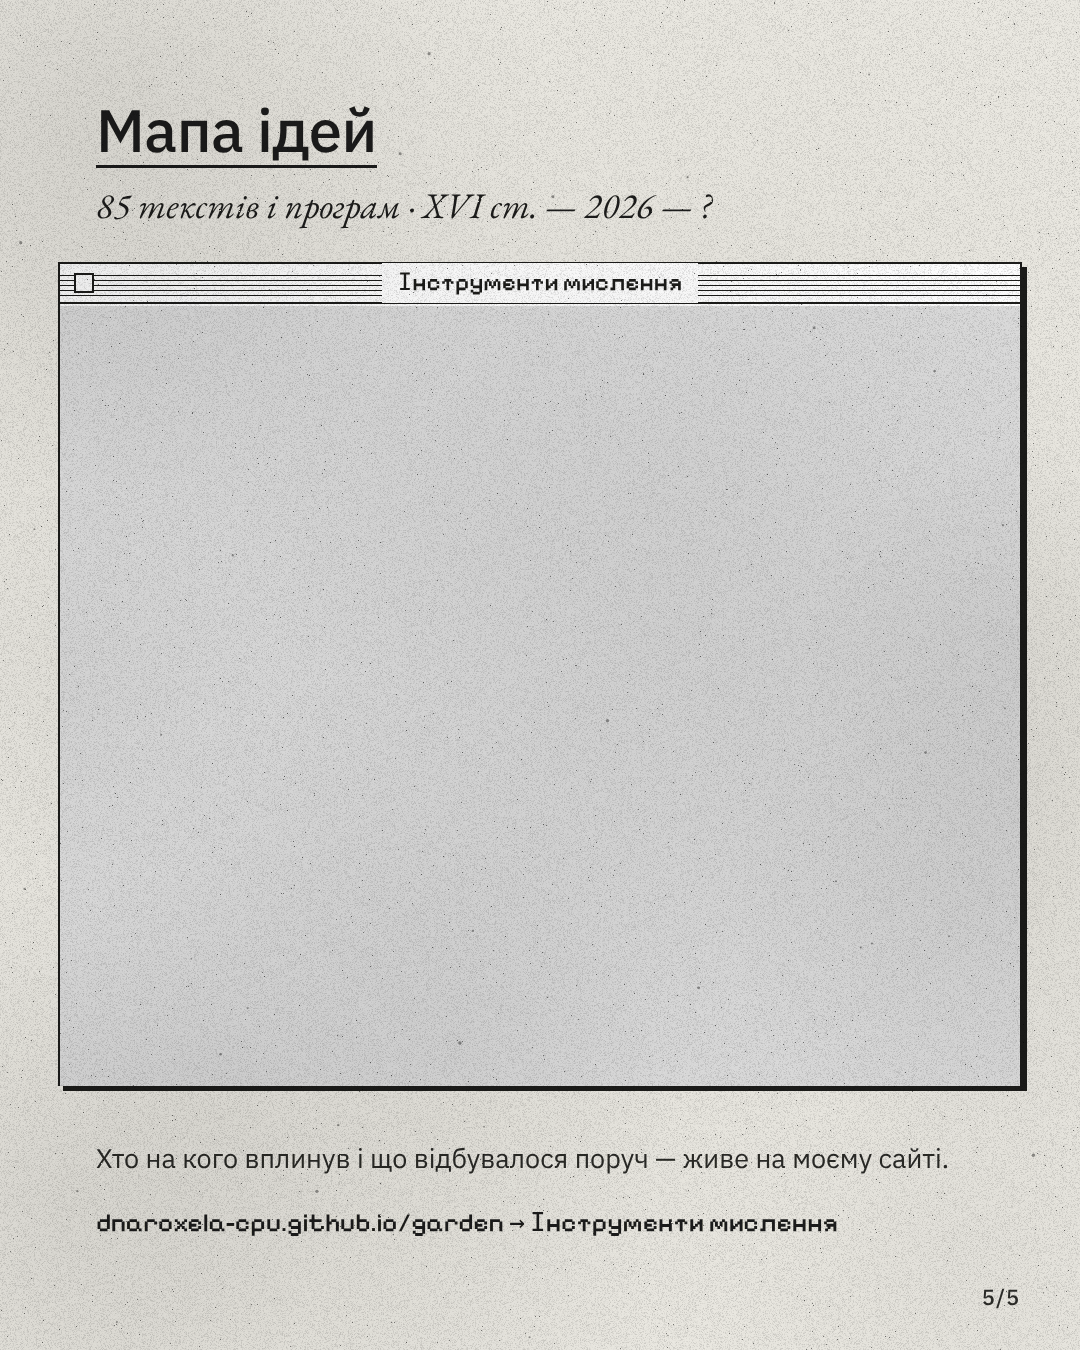 Мапа ідей
85 текстів і програм · XVI ст. — 2026 — ?
Інструменти мислення
Хто на кого вплинув і що відбувалося поруч — живе на моєму сайті.
dnaroxela-cpu.github.io/garden → Інструменти мислення
5/5